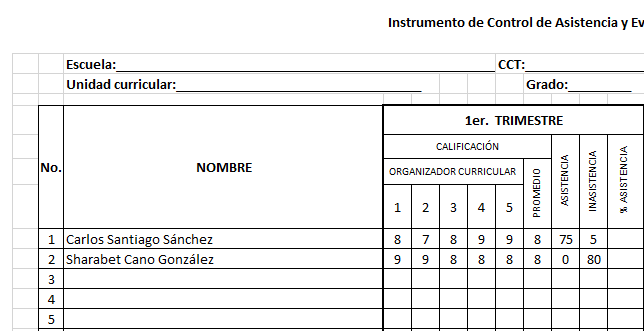 Instrumento de Control de Asistencia y Ev
Escuela: CCT:
Unidad curricular: Grado:
No. NOMBRE 1er. TRIMESTRE
CALIFICACIÓN
ORGANIZADOR CURRICULAR PROMEDIO ASISTENCIA INASISTENCIA % ASISTENCIA
1 2 3 4 5
1 Carlos Santiago Sánchez 8 7 8 9 9 8 75 5
2 Sharabet Cano González 9 9 8 8 8 8 0 80
3
4
5